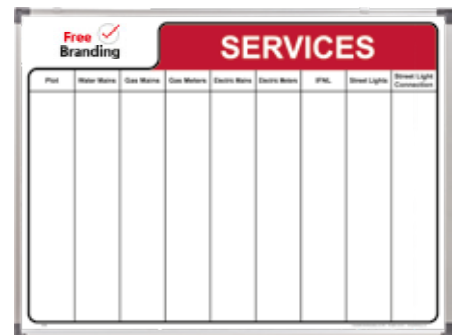 Free
Branding
SERVICES
Plot Water Mains Gas Mains Gas Meters Electric Mains Electric Meters IFNL Street Lights Street Light Connection